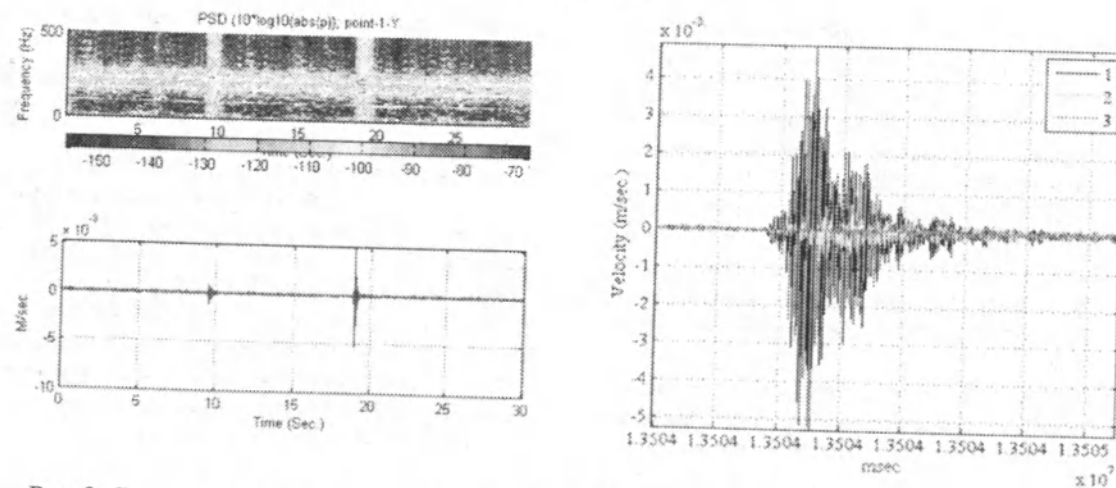 PSD (10*log10(abs(p)); point-1-Y
Frequency (Hz)
500
0
5 10 15 20 25
-150 -140 -130 -120 -110 -100 -90 -80 -70
x 10
M/sec
5
0
-5
-10
0 5 10 15 20 25 30
Time (Sec.)
x 10
Velocity (m/sec.)
4
3
2
1
0
-1
-2
-3
-4
-5
1
2
3
1.3504 1.3504 1.3504 1.3504 1.3504 1.3504 1.3504 1.3505
msec
x 10